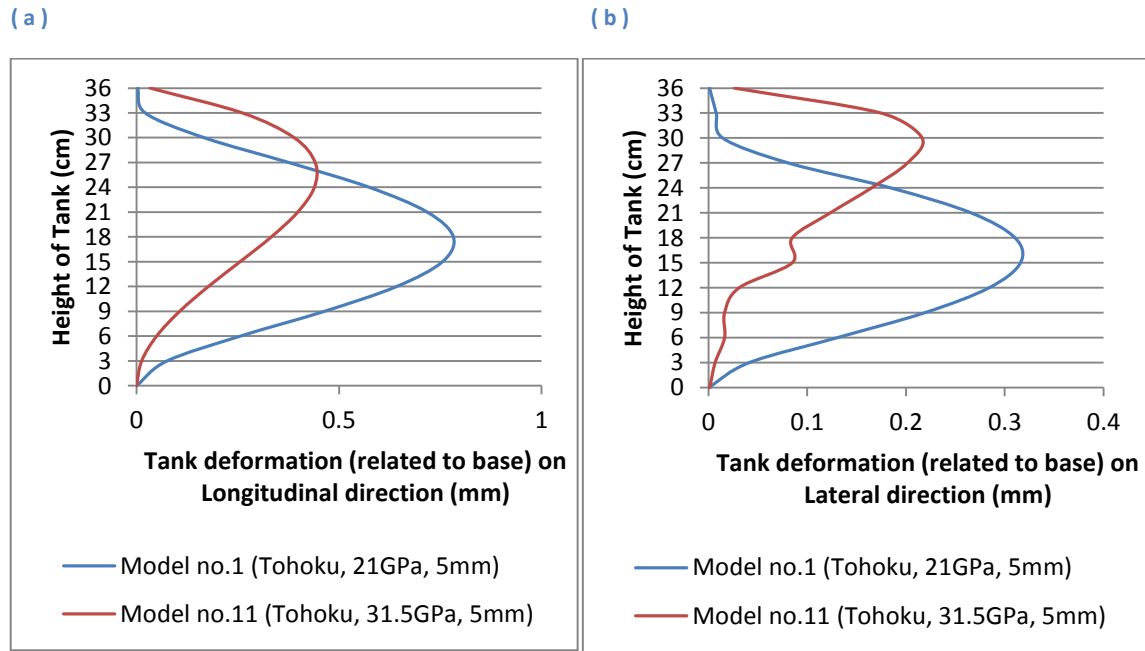 ( a )
( b )
Height of Tank (cm)
36
33
30
27
24
21
18
15
12
9
6
3
0
0 0.5 1
Tank deformation (related to base) on
Longitudinal direction (mm)
Model no.1 (Tohoku, 21GPa, 5mm)
Model no.11 (Tohoku, 31.5GPa, 5mm)
Height of Tank (cm)
36
33
30
27
24
21
18
15
12
9
6
3
0
0 0.1 0.2 0.3 0.4
Tank deformation (related to base) on
Lateral direction (mm)
Model no.1 (Tohoku, 21GPa, 5mm)
Model no.11 (Tohoku, 31.5GPa, 5mm)